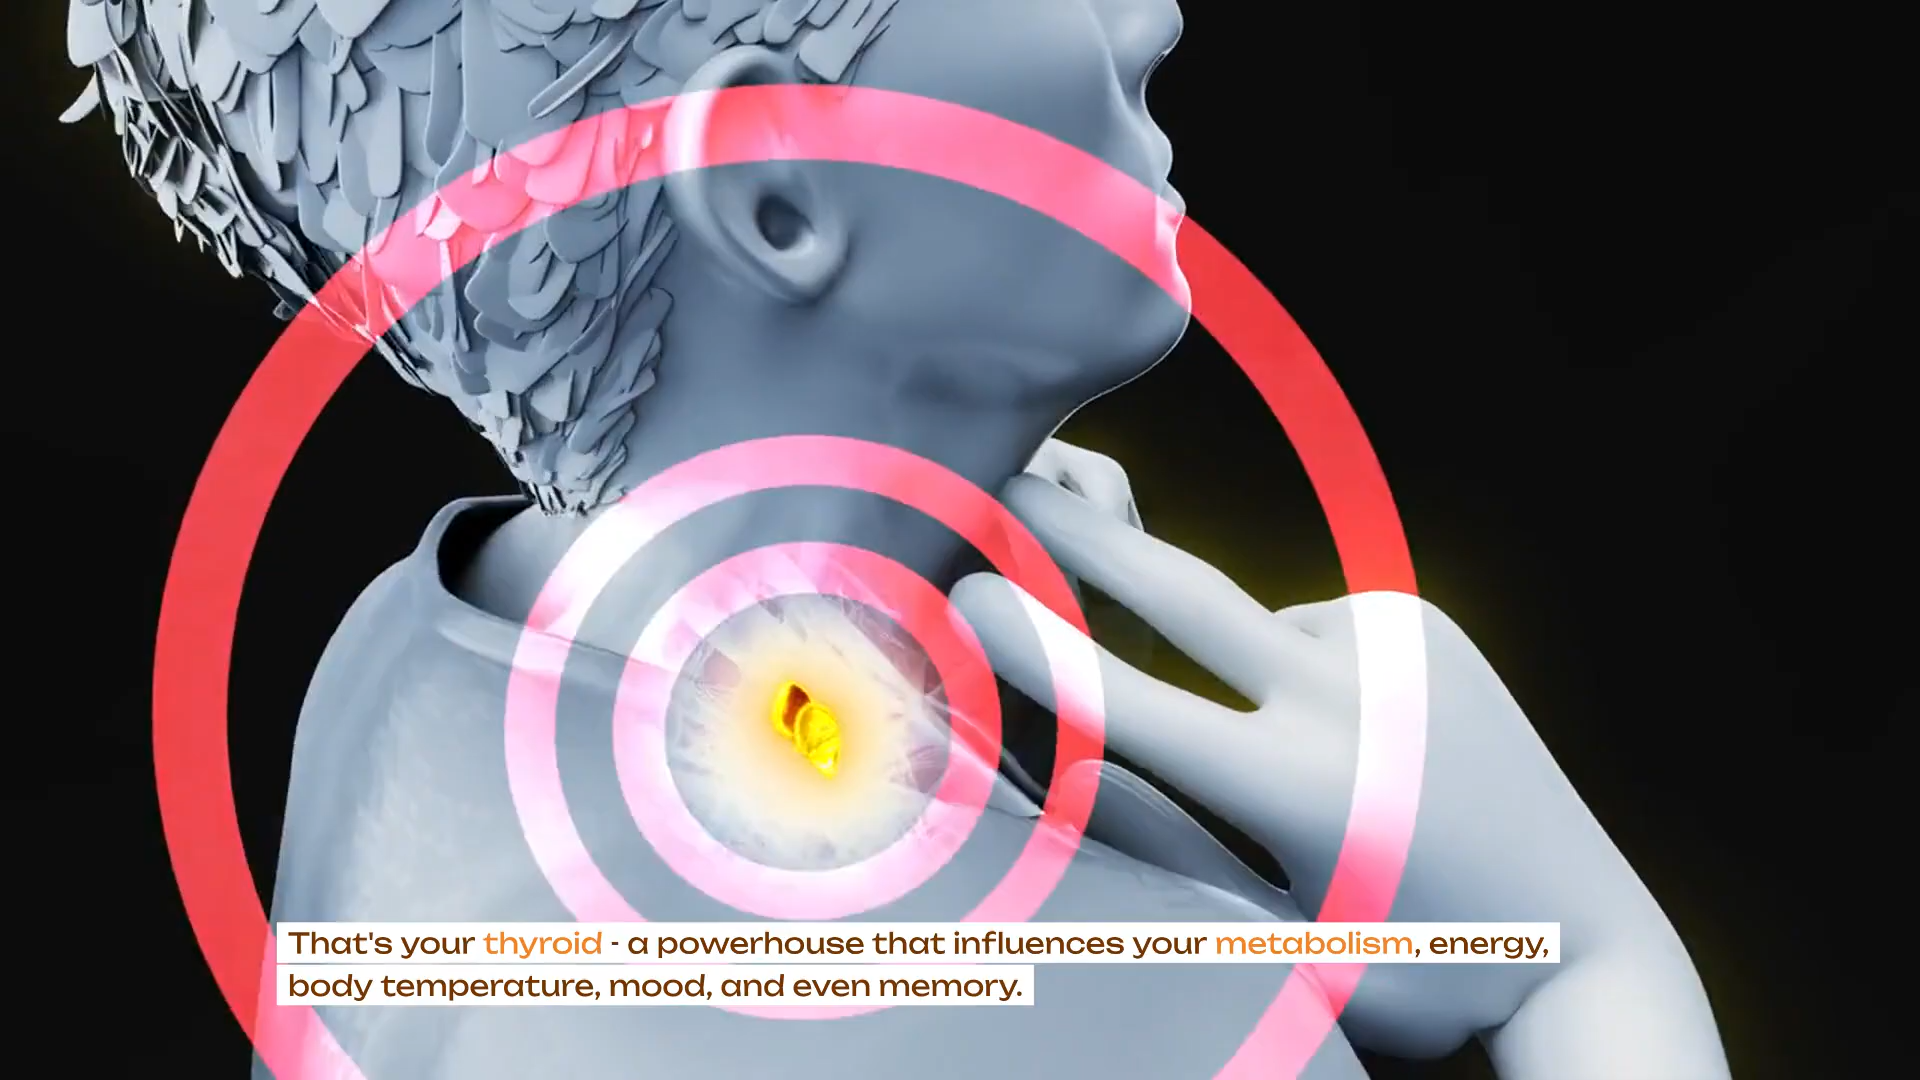 That's your thyroid - a powerhouse that influences your metabolism, energy,
body temperature, mood, and even memory.